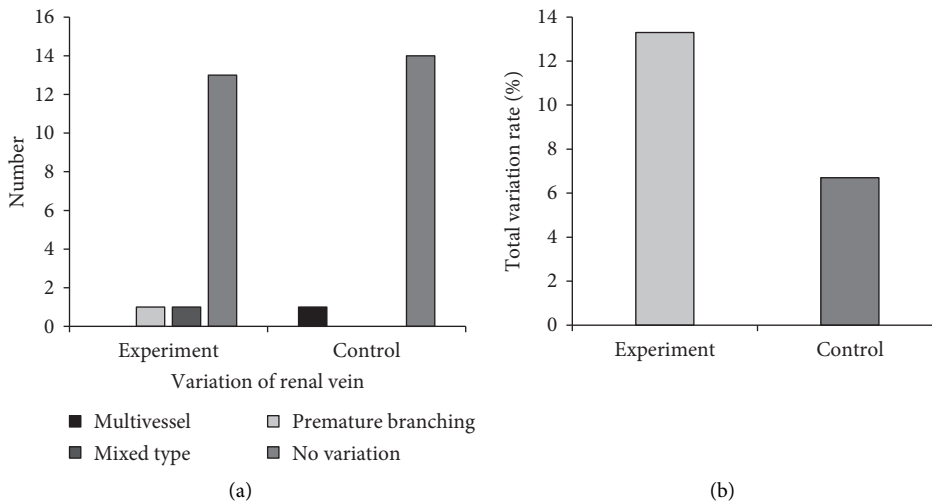 16
14
12
10
8
6
4
2
0
Number
Experiment
Control
Variation of renal vein
Multivessel
Premature branching
Mixed type
No variation
(a)
14
12
10
8
6
4
2
0
Total variation rate (%)
Experiment
Control
(b)